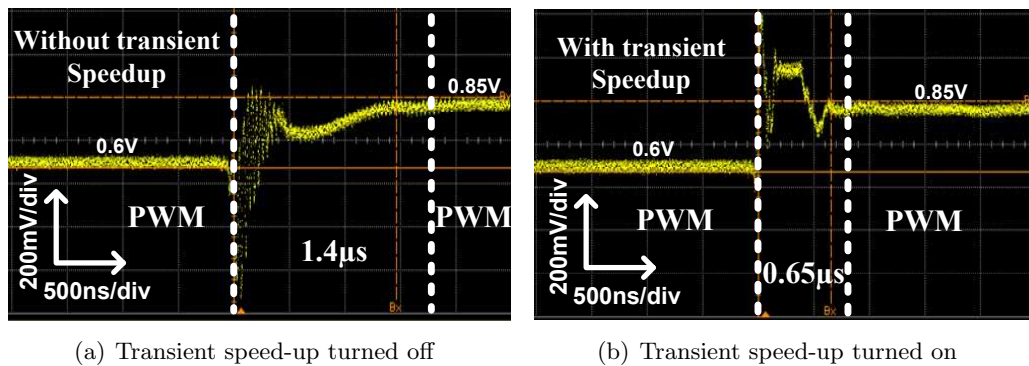 Without transient
Speedup
0.85V
0.6V
200mV/div
PWM
PWM
1.4μs
500ns/div
Bx
With transient
Speedup
0.85V
0.6V
200mV/div
PWM
PWM
0.65μs
500ns/div
Bx
(a) Transient speed-up turned off
(b) Transient speed-up turned on